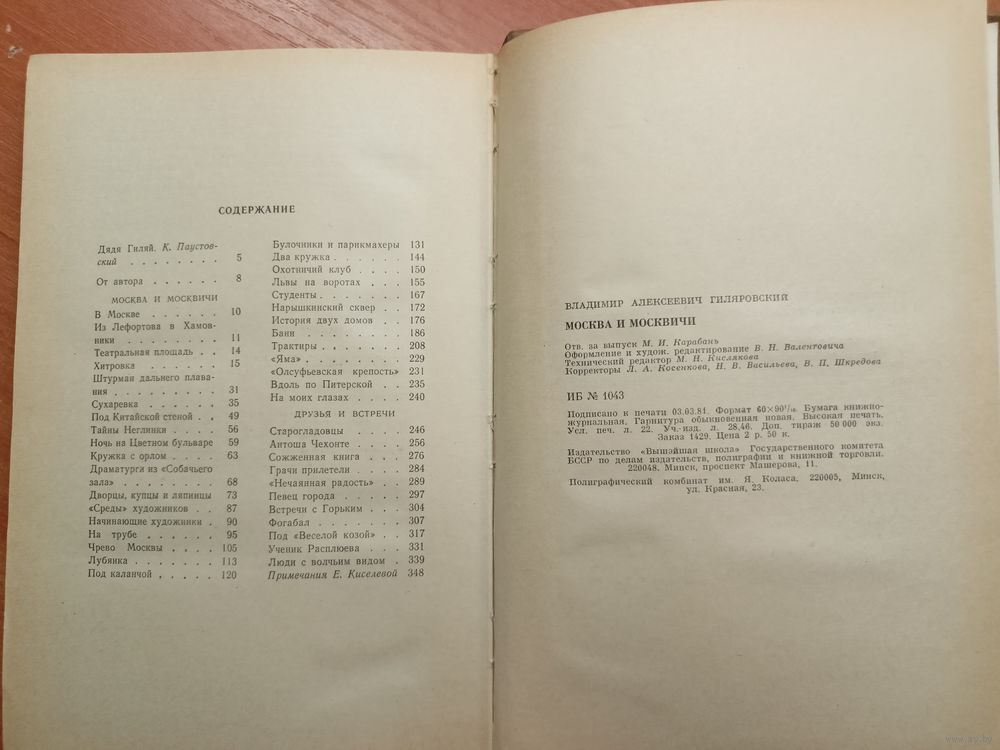 СОДЕРЖАНИЕ
Дядя Гиляй. К. Паустов-
ский . . . . . . . . 5
От автора . . . . . . 8
МОСКВА И МОСКВИЧИ
В Москве . . . . . . 10
Из Лефортова в Хамов-
ники . . . . . . . . 11
Театральная площадь . . 14
Хитровка . . . . . . 15
Штурман дальнего плава-
ния . . . . . . . . . 31
Сухаревка . . . . . . 35
Под Китайской стеной . . 49
Тайны Неглинки . . . 56
Ночь на Цветном бульваре 59
Кружка с орлом . . . . 63
Драматурги из «Собачьего
зала» . . . . . . . . 68
Дворцы, купцы и ляпинцы 73
«Среды» художников . . 87
Начинающие художники . 90
На трубе . . . . . . 95
Чрево Москвы . . . . 105
Лубянка . . . . . . . 113
Под каланчой . . . . . 120
Булочники и парикмахеры 131
Два кружка . . . . . . 144
Охотничий клуб . . . . 150
Львы на воротах . . . 155
Студенты . . . . . . . 167
Нарышкинский сквер . . 172
История двух домов . . 176
Бани . . . . . . . . 186
Трактиры . . . . . . . 208
«Яма» . . . . . . . . 229
«Олсуфьевская крепость» 231
Вдоль по Питерской . . 235
На моих глазах . . . . 240
ДРУЗЬЯ И ВСТРЕЧИ
Старогладовцы . . . . 246
Антоша Чехонте . . . . 256
Сожженная книга . . . 276
Грачи прилетели . . . 284
«Нечаянная радость» . . 289
Певец города . . . . . 297
Встречи с Горьким . . . 304
Фогабал . . . . . . . 307
Под «Веселой козой» . . 317
Ученик Расплюева . . . 331
Люди с волчьим видом . 339
Примечания Е. Киселевой 348
ВЛАДИМИР АЛЕКСЕЕВИЧ ГИЛЯРОВСКИЙ
МОСКВА И МОСКВИЧИ
Отв. за выпуск М. И. Карабань
Оформление и худож. редактирование В. Н. Валентовича
Технический редактор М. Н. Кислякова
Корректоры Л. А. Косенкова, Н. В. Васильева, В. П. Шкредова
ИБ № 1043
Подписано к печати 03.03.81. Формат 60×90¹/₁₆. Бумага книжно-
журнальная. Гарнитура обыкновенная новая. Высокая печать.
Усл. печ. л. 22. Уч.-изд. л. 28,46. Доп. тираж 50 000 экз.
Заказ 1429. Цена 2 р. 50 к.
Издательство «Вышэйшая школа» Государственного комитета
БССР по делам издательств, полиграфии и книжной торговли.
220048. Минск, проспект Машерова, 11.
Полиграфический комбинат им. Я. Коласа. 220005, Минск,
ул. Красная, 23.
www.ay.by